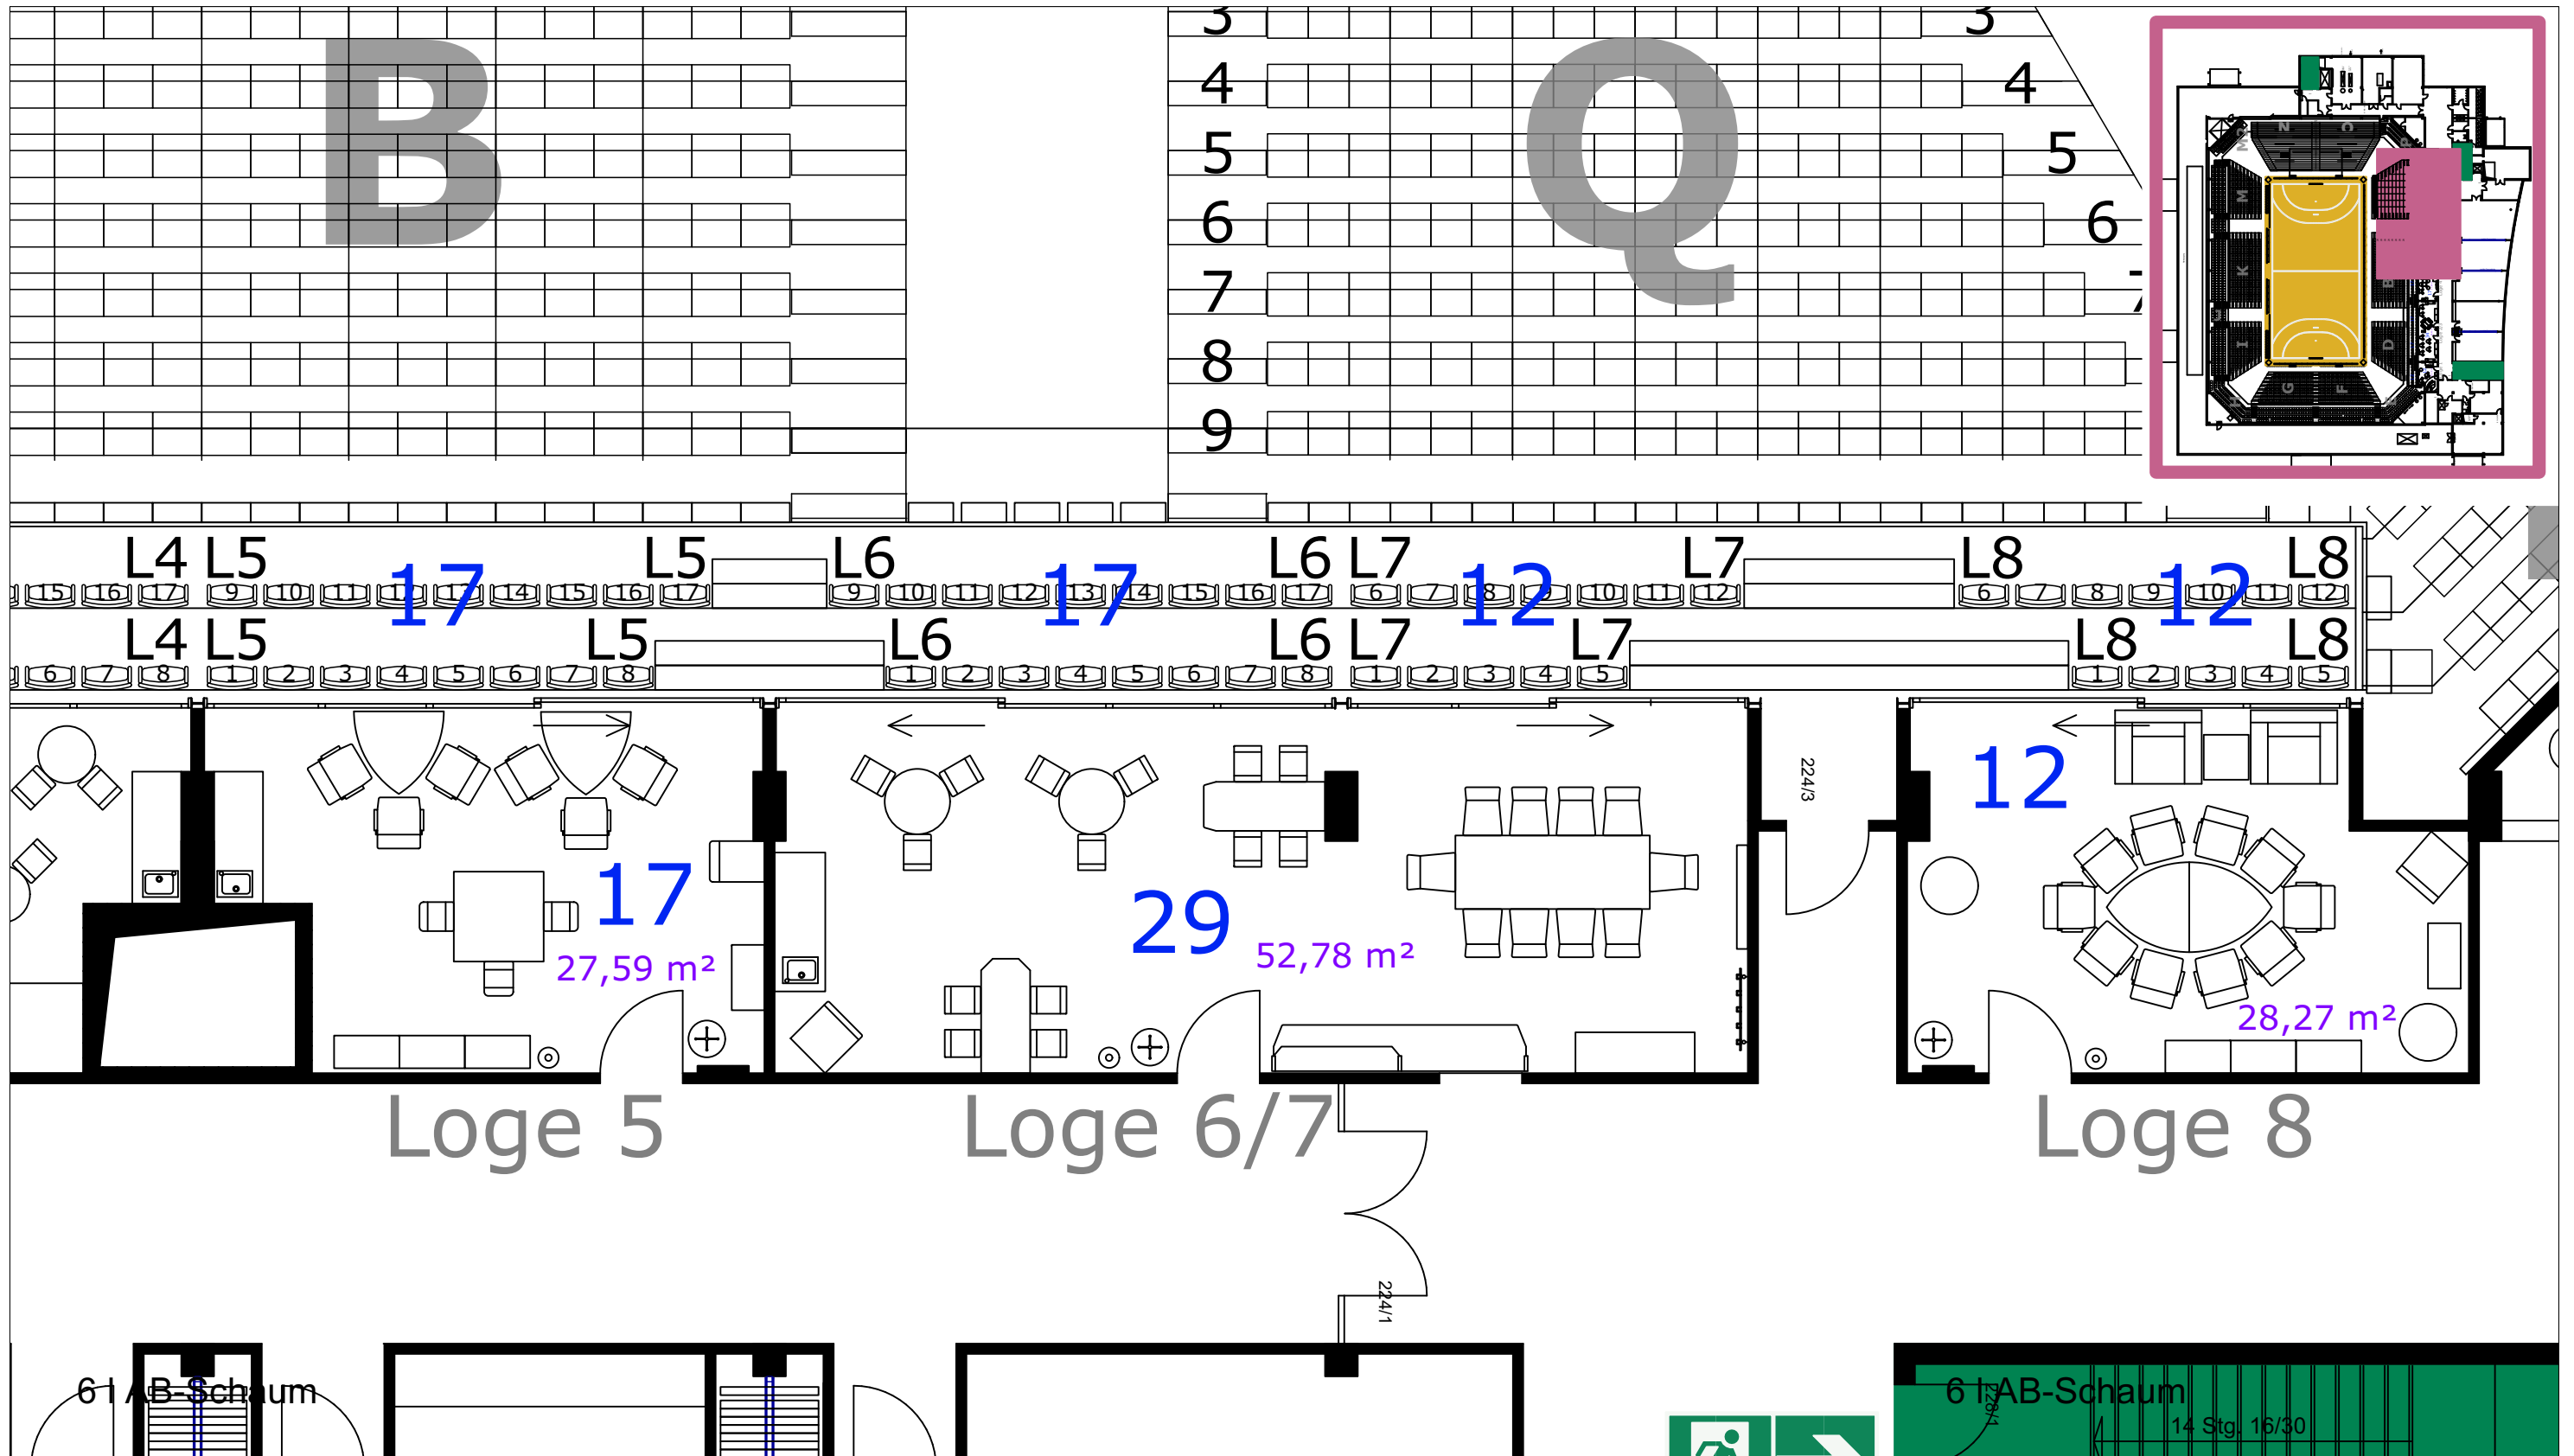 3 3
4 4
5 5
6 6
7 7
8 8
9
B
Q
L4 L5 L5 L6 L6 L7 L7 L8 L8
15 16 17 9 10 11 12 13 14 15 16 17 9 10 11 12 13 14 15 16 17 6 7 8 9 10 11 12 6 7 8 9 10 11 12
17 17 12 12
L4 L5 L5 L6 L6 L7 L7 L8 L8
6 7 8 1 2 3 4 5 6 7 8 1 2 3 4 5 6 7 8 1 2 3 4 5 1 2 3 4 5
224/3
12
17
27,59 m²
29
52,78 m²
28,27 m²
Loge 5
Loge 6/7
Loge 8
224/1
6 l AB-Schaum
6 l AB-Schaum
228/1
14 Stg. 16/30
M
K
I
G
F
D
B